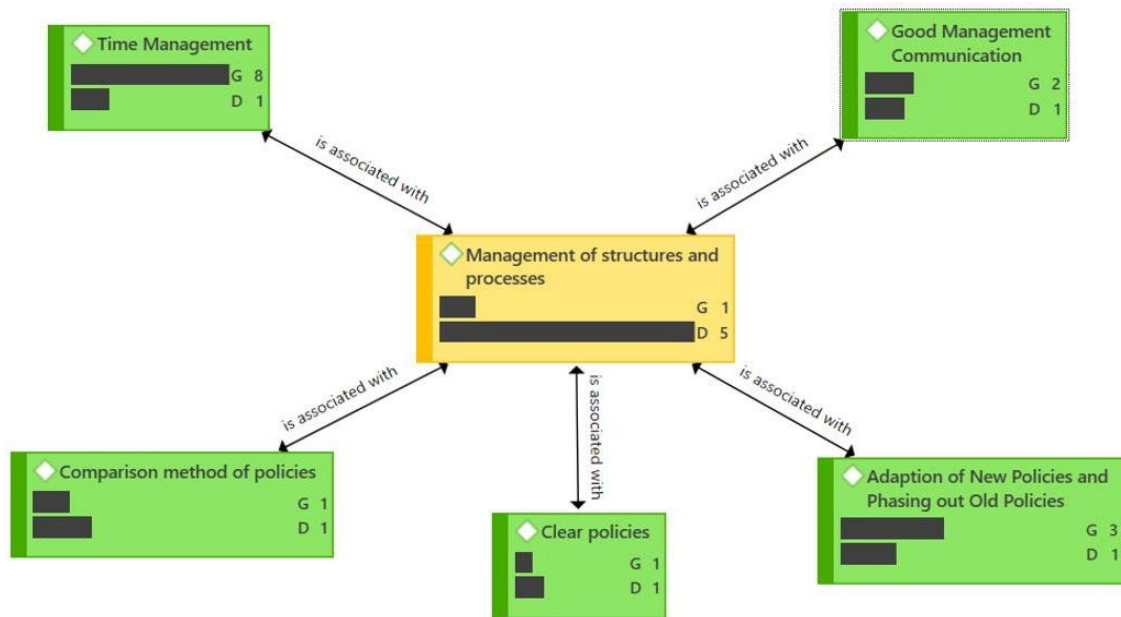 Time Management
G 8
D 1
Good Management
Communication
G 2
D 1
is associated with
is associated with
Management of structures and
processes
G 1
D 5
is associated with
is associated with
is associated with
Comparison method of policies
G 1
D 1
Clear policies
G 1
D 1
Adaption of New Policies and
Phasing out Old Policies
G 3
D 1